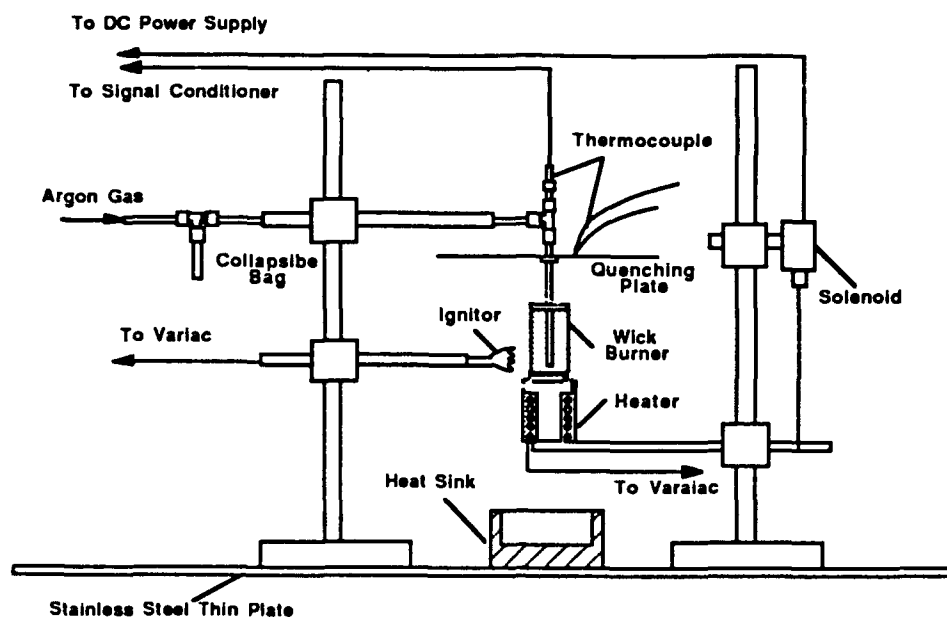 To DC Power Supply
To Signal Conditioner
Thermocouple
Argon Gas
Collapsibe
Bag
Quenching
Plate
Solenoid
Ignitor
To Variac
Wick
Burner
Heater
Heat Sink
To Varaiac
Stainless Steel Thin Plate